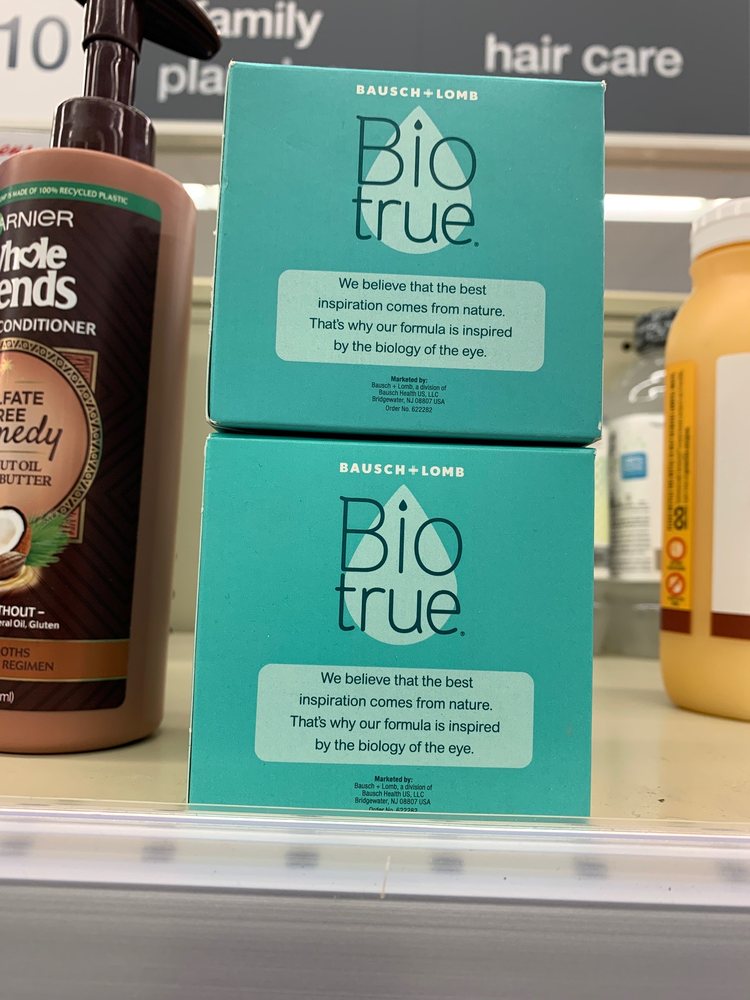 10
family
pla
hair care
MADE OF 100% RECYCLED PLASTIC
ARNIER
ends
CONDITIONER
REE
medy
UT OIL
BUTTER
THOUT –
eral Oil, Gluten
OTHS
REGIMEN
ml)
BAUSCH + LOMB
Bio
true.
We believe that the best
inspiration comes from nature.
That's why our formula is inspired
by the biology of the eye.
Marketed by:
Bausch + Lomb, a division of
Bausch Health US, LLC
Bridgewater, NJ 08807 USA
Order No. 622282
BAUSCH + LOMB
Bio
true.
We believe that the best
inspiration comes from nature.
That's why our formula is inspired
by the biology of the eye.
Marketed by:
Bausch + Lomb, a division of
Bausch Health US, LLC
Bridgewater, NJ 08807 USA
Order No. 622282